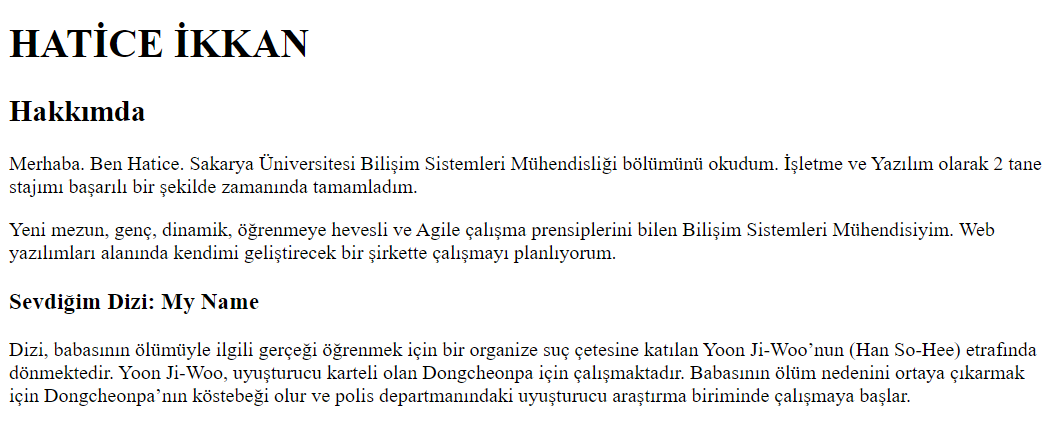 HATİCE İKKAN
Hakkımda
Merhaba. Ben Hatice. Sakarya Üniversitesi Bilişim Sistemleri Mühendisliği bölümünü okudum. İşletme ve Yazılım olarak 2 tane
stajımı başarılı bir şekilde zamanında tamamladım.
Yeni mezun, genç, dinamik, öğrenmeye hevesli ve Agile çalışma prensiplerini bilen Bilişim Sistemleri Mühendisiyim. Web
yazılımları alanında kendimi geliştirecek bir şirkette çalışmayı planlıyorum.
Sevdiğim Dizi: My Name
Dizi, babasının ölümüyle ilgili gerçeği öğrenmek için bir organize suç çetesine katılan Yoon Ji-Woo’nun (Han So-Hee) etrafında
dönmektedir. Yoon Ji-Woo, uyuşturucu karteli olan Dongcheonpa için çalışmaktadır. Babasının ölüm nedenini ortaya çıkarmak
için Dongcheonpa’nın köstebeği olur ve polis departmanındaki uyuşturucu araştırma biriminde çalışmaya başlar.